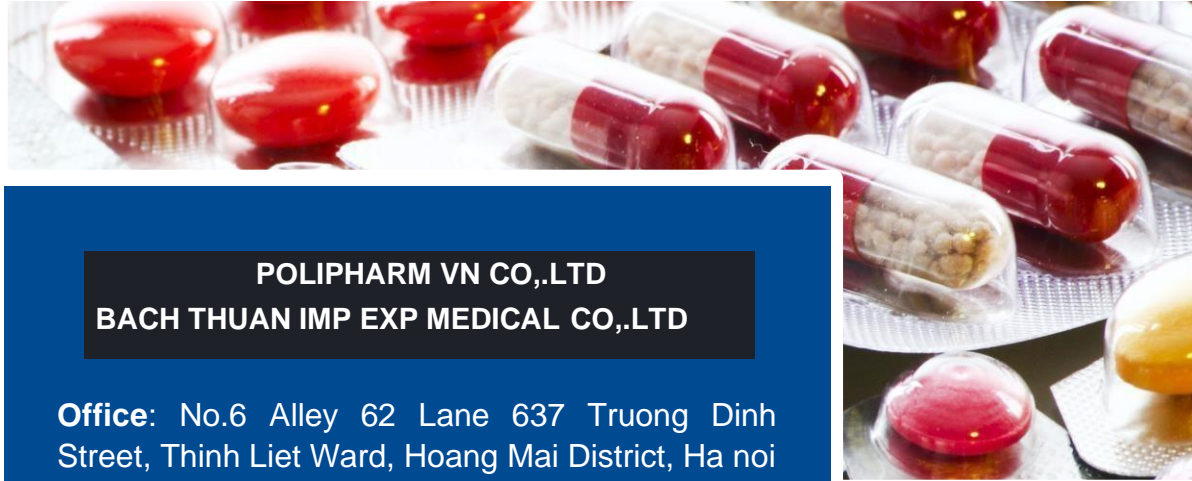 POLIPHARM VN CO,.LTD
BACH THUAN IMP EXP MEDICAL CO,.LTD
Office: No.6 Alley 62 Lane 637 Truong Dinh
Street, Thinh Liet Ward, Hoang Mai District, Ha noi